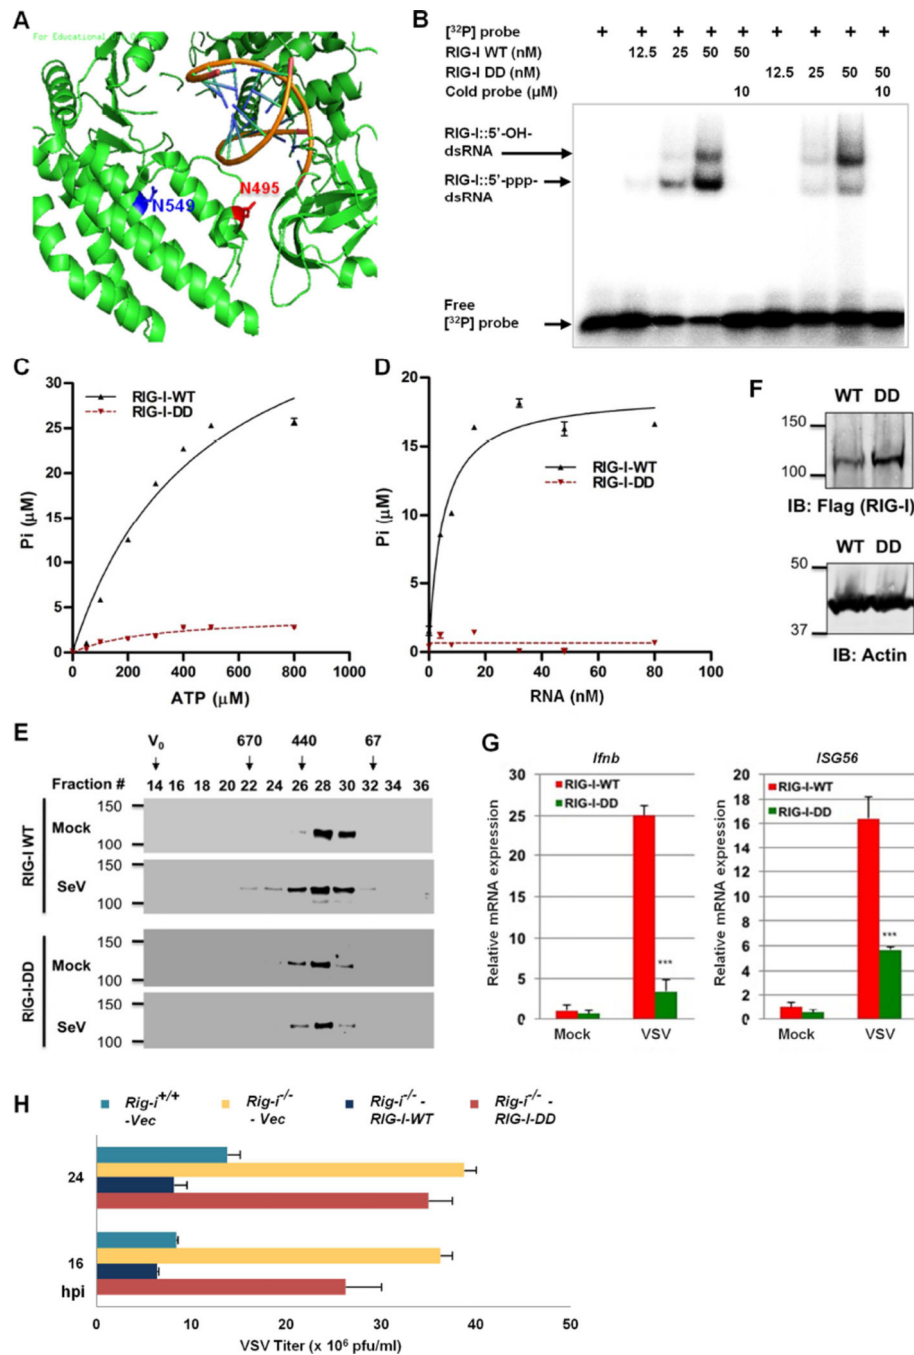 A
For Educational U
N549
N495
B
[³²P] probe + + + + + + + + +
RIG-I WT (nM) 12.5 25 50 50
RIG-I DD (nM) 12.5 25 50 50
Cold probe (µM) 10 10
RIG-I::5'-OH-
dsRNA
RIG-I::5'-ppp-
dsRNA
Free
[³²P] probe
C
RIG-I-WT
RIG-I-DD
30
25
20
15
10
5
0
Pi (µM)
0 200 400 600 800 1000
ATP (µM)
D
20
15
10
5
0
Pi (µM)
RIG-I-WT
RIG-I-DD
0 20 40 60 80 100
RNA (nM)
F
WT DD
150
100
IB: Flag (RIG-I)
WT DD
50
37
IB: Actin
E
V₀ 670 440 67
Fraction # 14 16 18 20 22 24 26 28 30 32 34 36
RIG-I WT
Mock
150
100
SeV
150
100
RIG-I-DD
Mock
150
100
SeV
150
100
G
Ifnb
RIG-I-WT
RIG-I-DD
Relative mRNA expression
30
25
20
15
10
5
0
***
Mock VSV
ISG56
RIG-I-WT
RIG-I-DD
Relative mRNA expression
20
18
16
14
12
10
8
6
4
2
0
***
Mock VSV
H
Rig-i⁺/⁺
-Vec
Rig-i⁻/⁻
- Vec
Rig-i⁻/⁻ -
RIG-I-WT
Rig-i⁻/⁻ -
RIG-I-DD
24
16
hpi
0 10 20 30 40 50
VSV Titer (x 10⁶ pfu/ml)